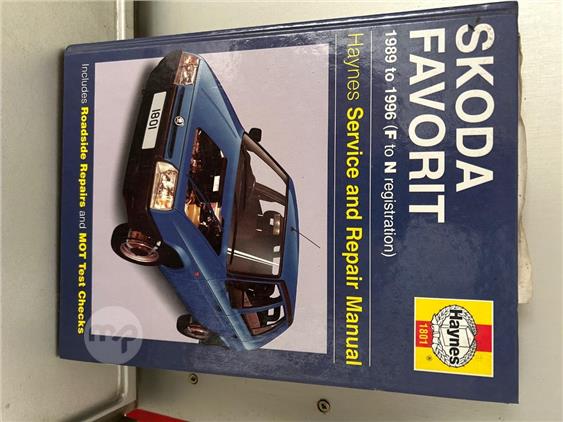 SKODA
FAVORIT
1989 to 1996 (F to N registration)
Haynes Service and Repair Manual
1801
Includes Roadside Repairs and MOT Test Checks
Haynes
1801
mp